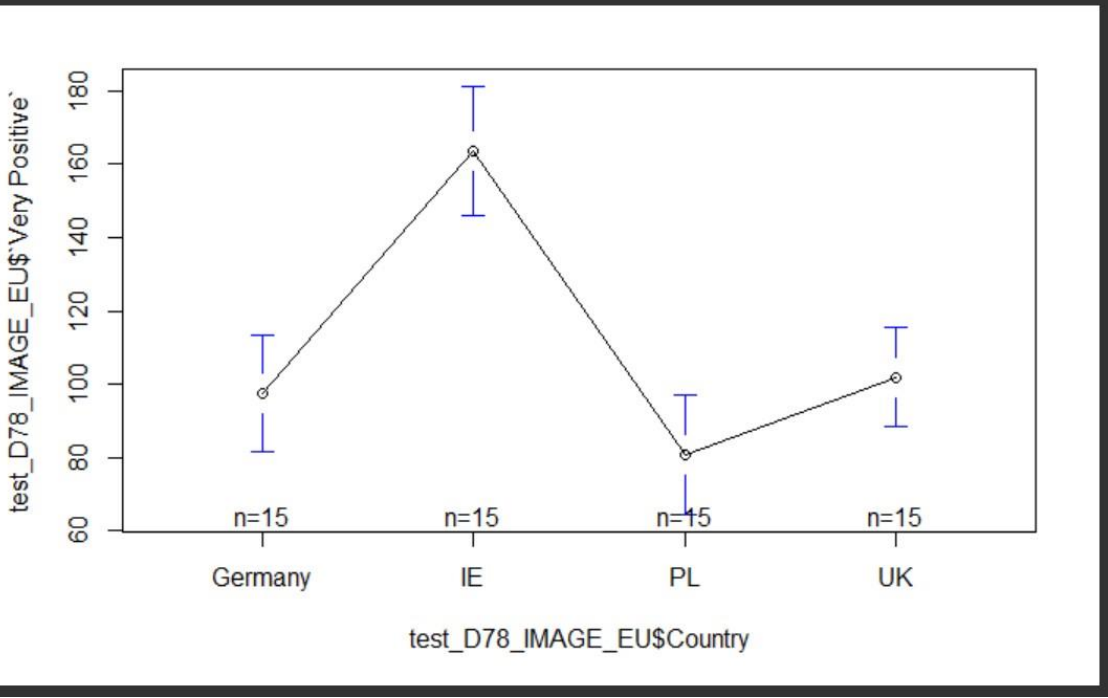 test_D78_IMAGE_EU$`Very Positive`
180
160
140
120
100
80
60
n=15 n=15 n=15 n=15
Germany IE PL UK
test_D78_IMAGE_EU$Country